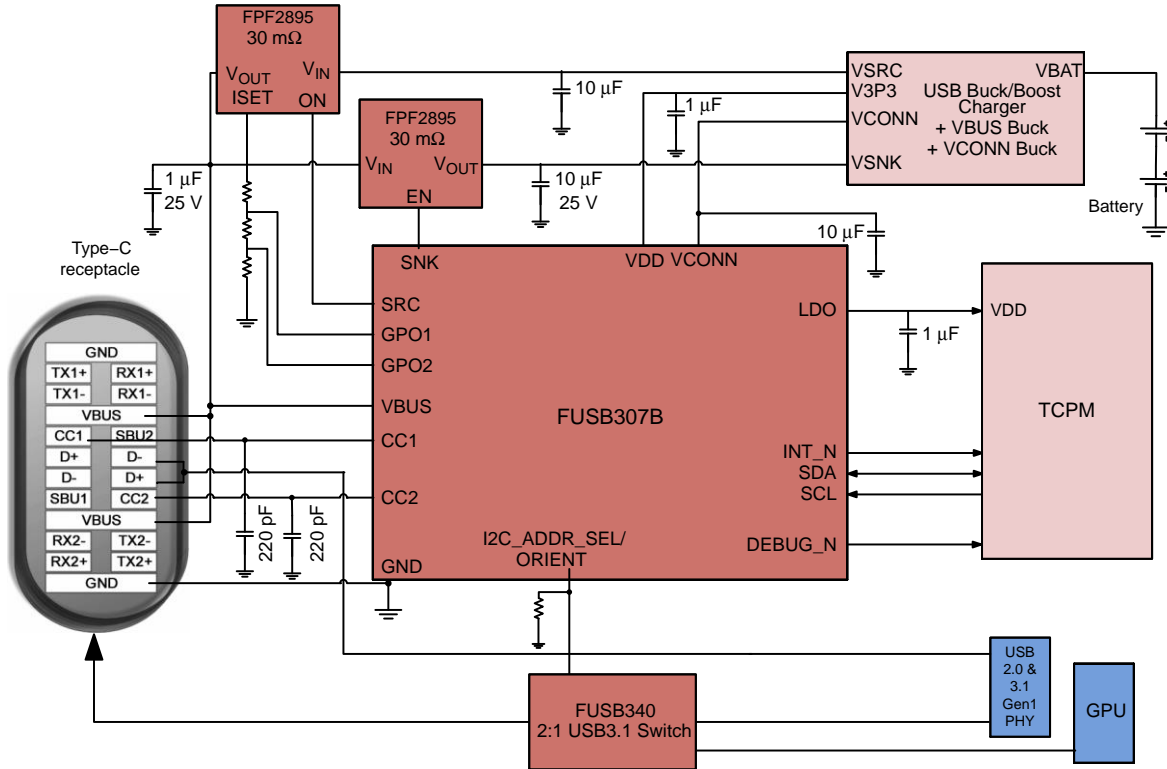 FPF2895
30 mΩ
VOUT
VIN
ISET
ON
FPF2895
30 mΩ
VIN
VOUT
EN
10 μF
1 μF
VSRC
VBAT
V3P3
USB Buck/Boost
Charger
VCONN
+ VBUS Buck
+ VCONN Buck
VSNK
1 μF
25 V
10 μF
25 V
Battery
10 μF
Type–C
receptacle
GND
TX1+
RX1+
TX1-
RX1-
VBUS
CC1
SBU2
D+
D-
D-
D+
SBU1
CC2
VBUS
RX2-
TX2-
RX2+
TX2+
GND
220 pF
220 pF
SNK
VDD
VCONN
SRC
GPO1
GPO2
VBUS
CC1
CC2
GND
FUSB307B
LDO
INT_N
SDA
SCL
DEBUG_N
I2C_ADDR_SEL/
ORIENT
1 μF
VDD
TCPM
FUSB340
2:1 USB3.1 Switch
USB
2.0 &
3.1
Gen1
PHY
GPU